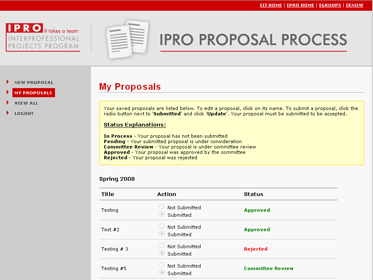 IIT HOME | IPRO HOME | IGROUPS | IKNOW
IPRO It takes a team
INTERPROFESSIONAL
PROJECTS PROGRAM
IPRO PROPOSAL PROCESS
NEW PROPOSAL
MY PROPOSALS
VIEW ALL
LOGOUT
My Proposals
Your saved proposals are listed below. To edit a proposal, click on its name. To submit a proposal, click the
radio button next to 'Submitted' and click 'Update'. Your proposal must be submitted to be accepted.
Status Explanations:
In Process - Your proposal has not been submitted
Pending - Your submitted proposal is under consideration
Committee Review - Your proposal is under committee review
Approved - Your proposal was approved by the committee
Rejected - Your proposal was rejected
Spring 2008
Title Action Status
Testing Not Submitted Submitted Approved
Test #2 Not Submitted Submitted Approved
Testing # 3 Not Submitted Submitted Rejected
Testing #5 Not Submitted Submitted Committee Review